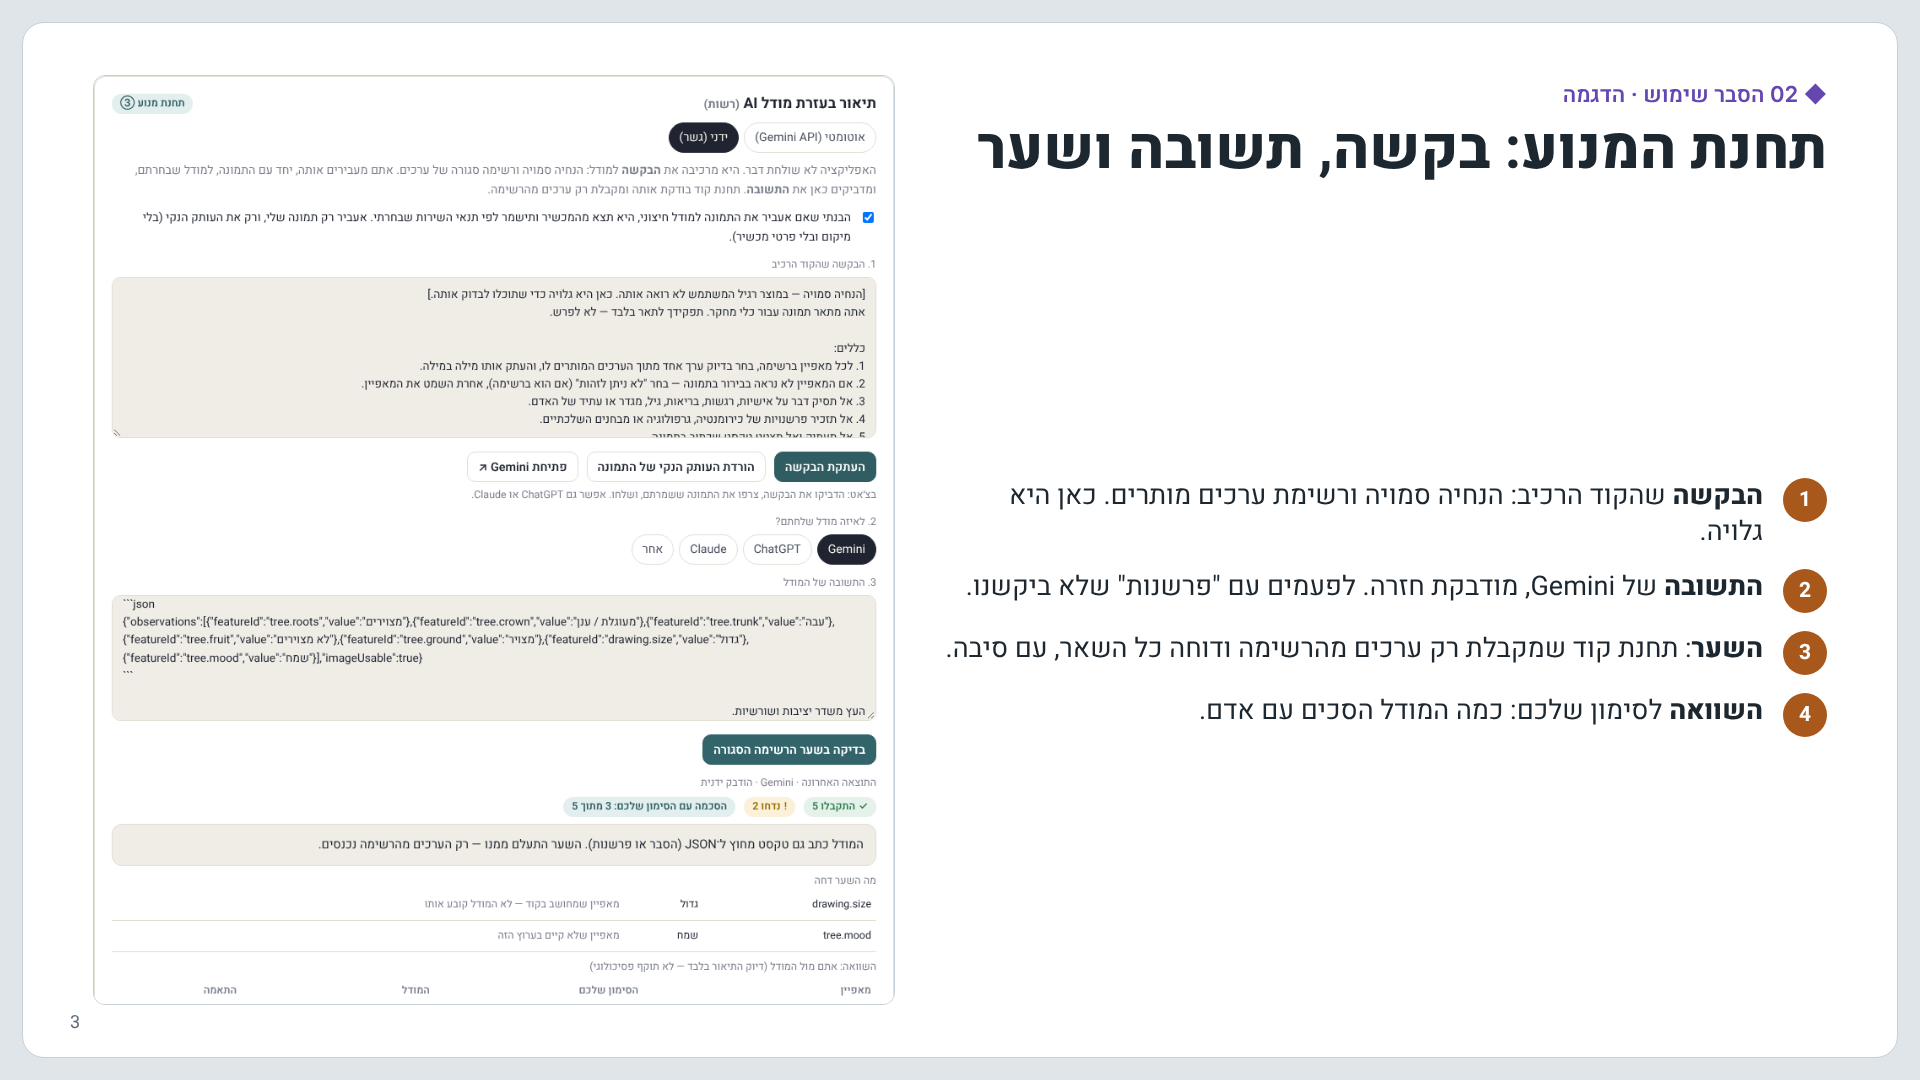 02 הסבר שימוש · הדגמה
תחנת המנוע: בקשה, תשובה ושער
1 הבקשה שהקוד הרכיב: הנחיה סמויה ורשימת ערכים מותרים. כאן היא
גלויה.
2 התשובה של Gemini, מודבקת חזרה. לפעמים עם "פרשנות" שלא ביקשנו.
3 השער: תחנת קוד שמקבלת רק ערכים מהרשימה ודוחה כל השאר, עם סיבה.
4 השוואה לסימון שלכם: כמה המודל הסכים עם אדם.
תיאור בעזרת מודל AI (רשות)
תחנת מנוע ③
אוטומטי (Gemini API) ידני (גשר)
האפליקציה לא שולחת דבר. היא מרכיבה את הבקשה למודל: הנחיה סמויה ורשימה סגורה של ערכים. אתם מעבירים אותה, יחד עם התמונה, למודל שבחרתם,
ומדביקים כאן את התשובה. תחנת קוד בודקת אותה ומקבלת רק ערכים מהרשימה.
הבנתי שאם אעביר את התמונה למודל חיצוני, היא תצא מהמכשיר ותישמר לפי תנאי השירות שבחרתי. אעביר רק תמונה שלי, ורק את העותק הנקי (בלי
מיקום ובלי פרטי מכשיר).
1. הבקשה שהקוד הרכיב
[הנחיה סמויה — במוצר רגיל המשתמש לא רואה אותה. כאן היא גלויה כדי שתוכלו לבדוק אותה.]
אתה מתאר תמונה עבור כלי מחקר. תפקידך לתאר בלבד — לא לפרש.
כללים:
1. לכל מאפיין ברשימה, בחר בדיוק ערך אחד מתוך הערכים המותרים לו, והעתק אותו מילה במילה.
2. אם המאפיין לא נראה בבירור בתמונה — בחר "לא ניתן לזהות" (אם הוא ברשימה), אחרת השמט את המאפיין.
3. אל תסיק דבר על אישיות, רגשות, בריאות, גיל, מגדר או עתיד של האדם.
4. אל תזכיר פרשנויות של כירומנטיה, גרפולוגיה או מבחנים השלכתיים.
העתקת הבקשה הורדת העותק הנקי של התמונה פתיחת Gemini ↗
בצ'אט: הדביקו את הבקשה, צרפו את התמונה ששמרתם, ושלחו. אפשר גם ChatGPT או Claude.
2. לאיזה מודל שלחתם?
Gemini ChatGPT Claude אחר
3. התשובה של המודל
```json
{"observations":[{"featureId":"tree.roots","value":"מצוירים"},{"featureId":"tree.crown","value":"מעוגלת / ענן"},{"featureId":"tree.trunk","value":"עבה"},
{"featureId":"tree.fruit","value":"לא מצוירים"},{"featureId":"tree.ground","value":"מצויר"},{"featureId":"drawing.size","value":"גדול"},
{"featureId":"tree.mood","value":"שמח"}],"imageUsable":true}
```
העץ משדר יציבות ושורשיות.
בדיקה בשער הרשימה הסגורה
התוצאה האחרונה · Gemini · הודבק ידנית
✓ התקבלו 5 ! נדחו 2 הסכמה עם הסימון שלכם: 3 מתוך 5
המודל כתב גם טקסט מחוץ ל־JSON (הסבר או פרשנות). השער התעלם ממנו — רק הערכים מהרשימה נכנסים.
מה השער דחה
drawing.size גדול מאפיין שמחושב בקוד — לא המודל קובע אותו
tree.mood שמח מאפיין שלא קיים בערוץ הזה
השוואה: אתם מול המודל (דיוק התיאור בלבד — לא תוקף פסיכולוגי)
מאפיין הסימון שלכם המודל התאמה
3